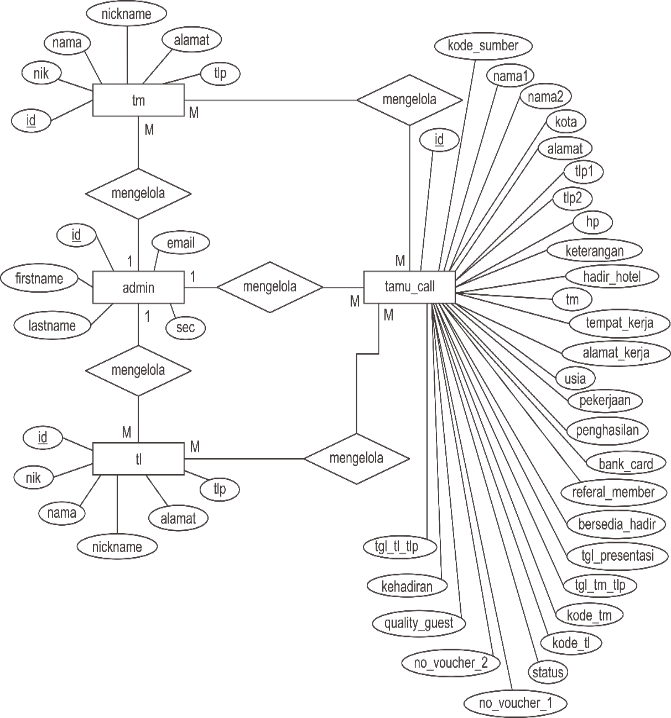 nickname
nama
alamat
nik
tlp
id
tm
M
M
mengelola
mengelola
kode_sumber
nama1
nama2
kota
id
alamat
tlp1
tlp2
hp
keterangan
hadir_hotel
tm
tempat_kerja
alamat_kerja
usia
pekerjaan
penghasilan
bank_card
referal_member
bersedia_hadir
tgl_presentasi
tgl_tm_tlp
kode_tm
kode_tl
status
no_voucher_1
no_voucher_2
quality_guest
kehadiran
tgl_tl_tlp
M
tamu_call
M
M
id
email
1
firstname
admin
1
mengelola
lastname
1
sec
mengelola
M
id
tl
M
mengelola
nik
nama
nickname
alamat
tlp